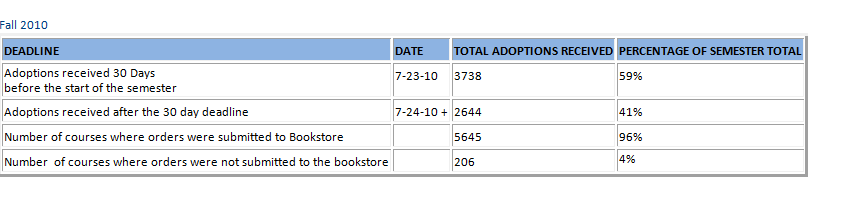 Fall 2010
DEADLINE DATE TOTAL ADOPTIONS RECEIVED PERCENTAGE OF SEMESTER TOTAL
Adoptions received 30 Days
before the start of the semester 7-23-10 3738 59%
Adoptions received after the 30 day deadline 7-24-10 + 2644 41%
Number of courses where orders were submitted to Bookstore 5645 96%
Number of courses where orders were not submitted to the bookstore 206 4%